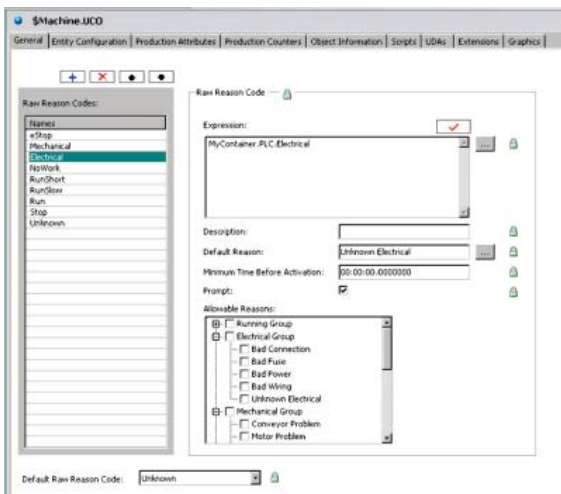 $Machine.UCO
General Entity Configuration Production Attributes Production Counters Object Information Scripts UDAs Extensions Graphics
Raw Reason Codes:
Names
eStop
Mechanical
Electrical
NoWork
RunShort
RunSlow
Run
Stop
Unknown
Raw Reason Code
Expression:
MyContainer.PLC.Electrical
...
Description:
Default Reason: Unknown Electrical ...
Minimum Time Before Activation: 00:00:00.0000000
Prompt:
Allowable Reasons:
Running Group
Electrical Group
Bad Connection
Bad Fuse
Bad Power
Bad Wiring
Unknown Electrical
Mechanical Group
Conveyor Problem
Motor Problem
Default Raw Reason Code: Unknown